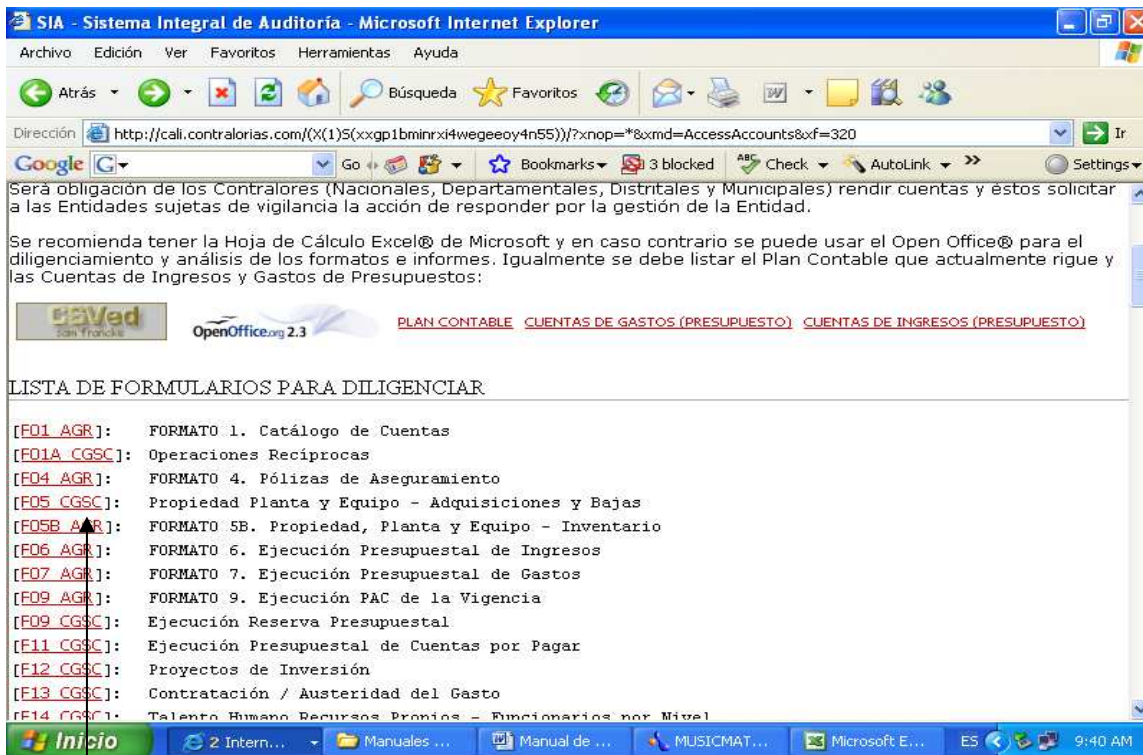 SIA - Sistema Integral de Auditoría - Microsoft Internet Explorer
Archivo Edición Ver Favoritos Herramientas Ayuda
Atrás Búsqueda Favoritos
Dirección http://cali.contralorias.com/(X(1)S(xxgp1bminrxi4wegeeoy4n55))/?xnop=*&xmd=AccessAccounts&xf=320 Ir
Google G Go Bookmarks 3 blocked ABC Check AutoLink >> Settings
Será obligación de los Contralores (Nacionales, Departamentales, Distritales y Municipales) rendir cuentas y éstos solicitar
a las Entidades sujetas de vigilancia la acción de responder por la gestión de la Entidad.
Se recomienda tener la Hoja de Cálculo Excel® de Microsoft y en caso contrario se puede usar el Open Office® para el
diligenciamiento y análisis de los formatos e informes. Igualmente se debe listar el Plan Contable que actualmente rigue y
las Cuentas de Ingresos y Gastos de Presupuestos:
CSVed sam francke OpenOffice.org 2.3 PLAN CONTABLE CUENTAS DE GASTOS (PRESUPUESTO) CUENTAS DE INGRESOS (PRESUPUESTO)
LISTA DE FORMULARIOS PARA DILIGENCIAR
[F01 AGR]: FORMATO 1. Catálogo de Cuentas
[F01A CGSC]: Operaciones Recíprocas
[F04 AGR]: FORMATO 4. Pólizas de Aseguramiento
[F05 CGSC]: Propiedad Planta y Equipo - Adquisiciones y Bajas
[F05B AGR]: FORMATO 5B. Propiedad, Planta y Equipo - Inventario
[F06 AGR]: FORMATO 6. Ejecución Presupuestal de Ingresos
[F07 AGR]: FORMATO 7. Ejecución Presupuestal de Gastos
[F09 AGR]: FORMATO 9. Ejecución PAC de la Vigencia
[F09 CGSC]: Ejecución Reserva Presupuestal
[F11 CGSC]: Ejecución Presupuestal de Cuentas por Pagar
[F12 CGSC]: Proyectos de Inversión
[F13 CGSC]: Contratación / Austeridad del Gasto
[F14 CGSC]: Talento Humano Recursos Propios - Funcionarios por Nivel
Inicio 2 Intern... Manuales ... Manual de ... MUSICMAT... Microsoft E... ES 9:40 AM